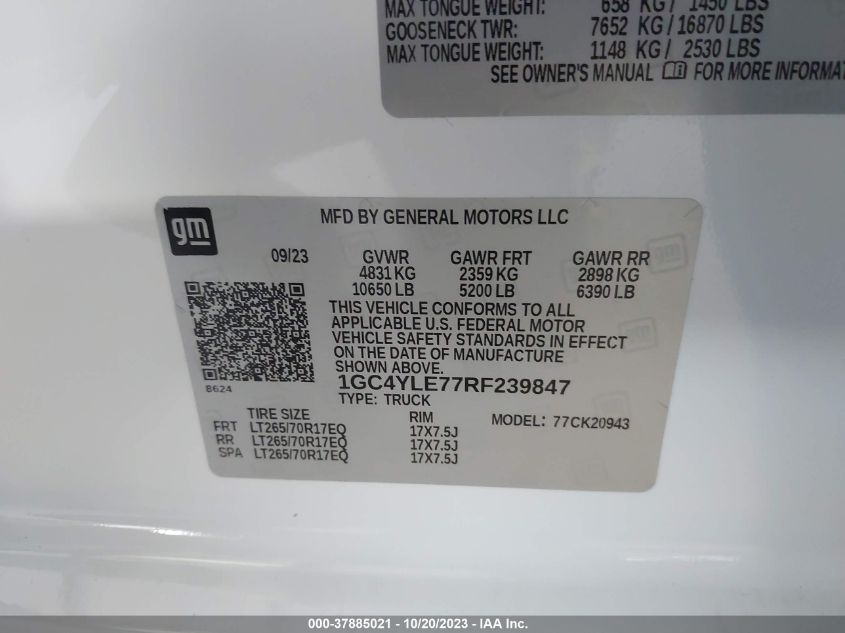 MAX TONGUE WEIGHT: 658 KG / 1450 LBS
GOOSENECK TWR: 7652 KG / 16870 LBS
MAX TONGUE WEIGHT: 1148 KG / 2530 LBS
SEE OWNER'S MANUAL FOR MORE INFORMAT
gm
MFD BY GENERAL MOTORS LLC
09/23 GVWR GAWR FRT GAWR RR
4831 KG 2359 KG 2898 KG
10650 LB 5200 LB 6390 LB
THIS VEHICLE CONFORMS TO ALL
APPLICABLE U.S. FEDERAL MOTOR
VEHICLE SAFETY STANDARDS IN EFFECT
ON THE DATE OF MANUFACTURE
SHOWN ABOVE.
8624
1GC4YLE77RF239847
TYPE: TRUCK
TIRE SIZE RIM MODEL: 77CK20943
FRT LT265/70R17EQ 17X7.5J
RR LT265/70R17EQ 17X7.5J
SPA LT265/70R17EQ 17X7.5J
000-37885021 - 10/20/2023 - IAA Inc.